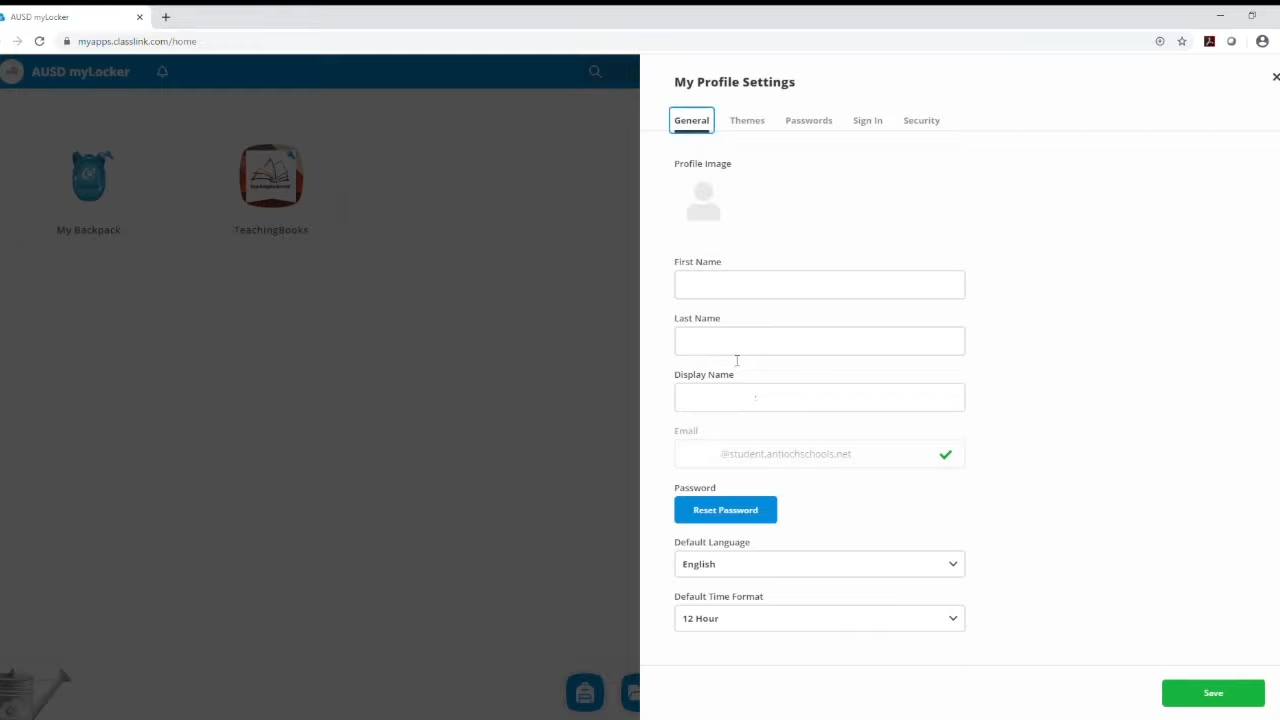 AUSD myLocker
myapps.classlink.com/home
AUSD myLocker
My Backpack
TeachingBooks
My Profile Settings
General Themes Passwords Sign In Security
Profile Image
First Name
Last Name
Display Name
Email
@student.antiochschools.net
Password
Reset Password
Default Language
English
Default Time Format
12 Hour
Save